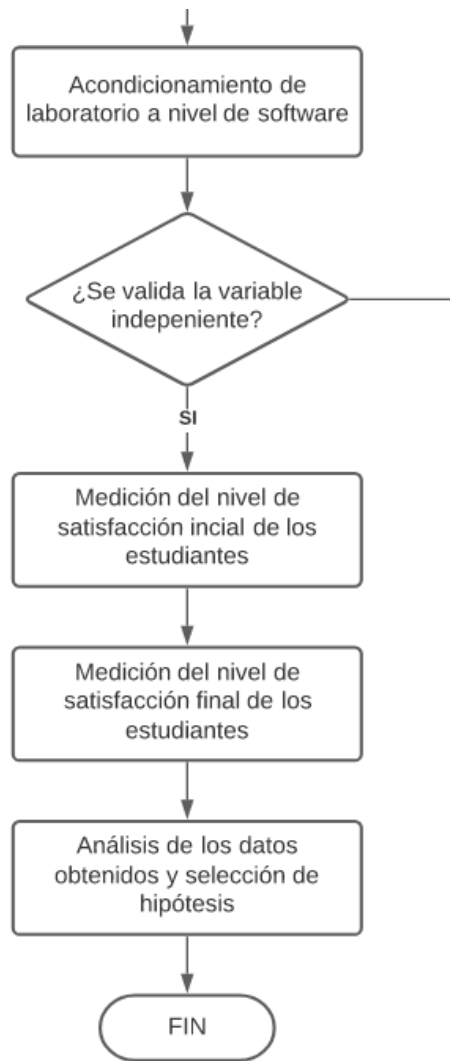 Acondicionamiento de
laboratorio a nivel de software
¿Se valida la variable
indepeniente?
SI
Medición del nivel de
satisfacción incial de los
estudiantes
Medición del nivel de
satisfacción final de los
estudiantes
Análisis de los datos
obtenidos y selección de
hipótesis
FIN